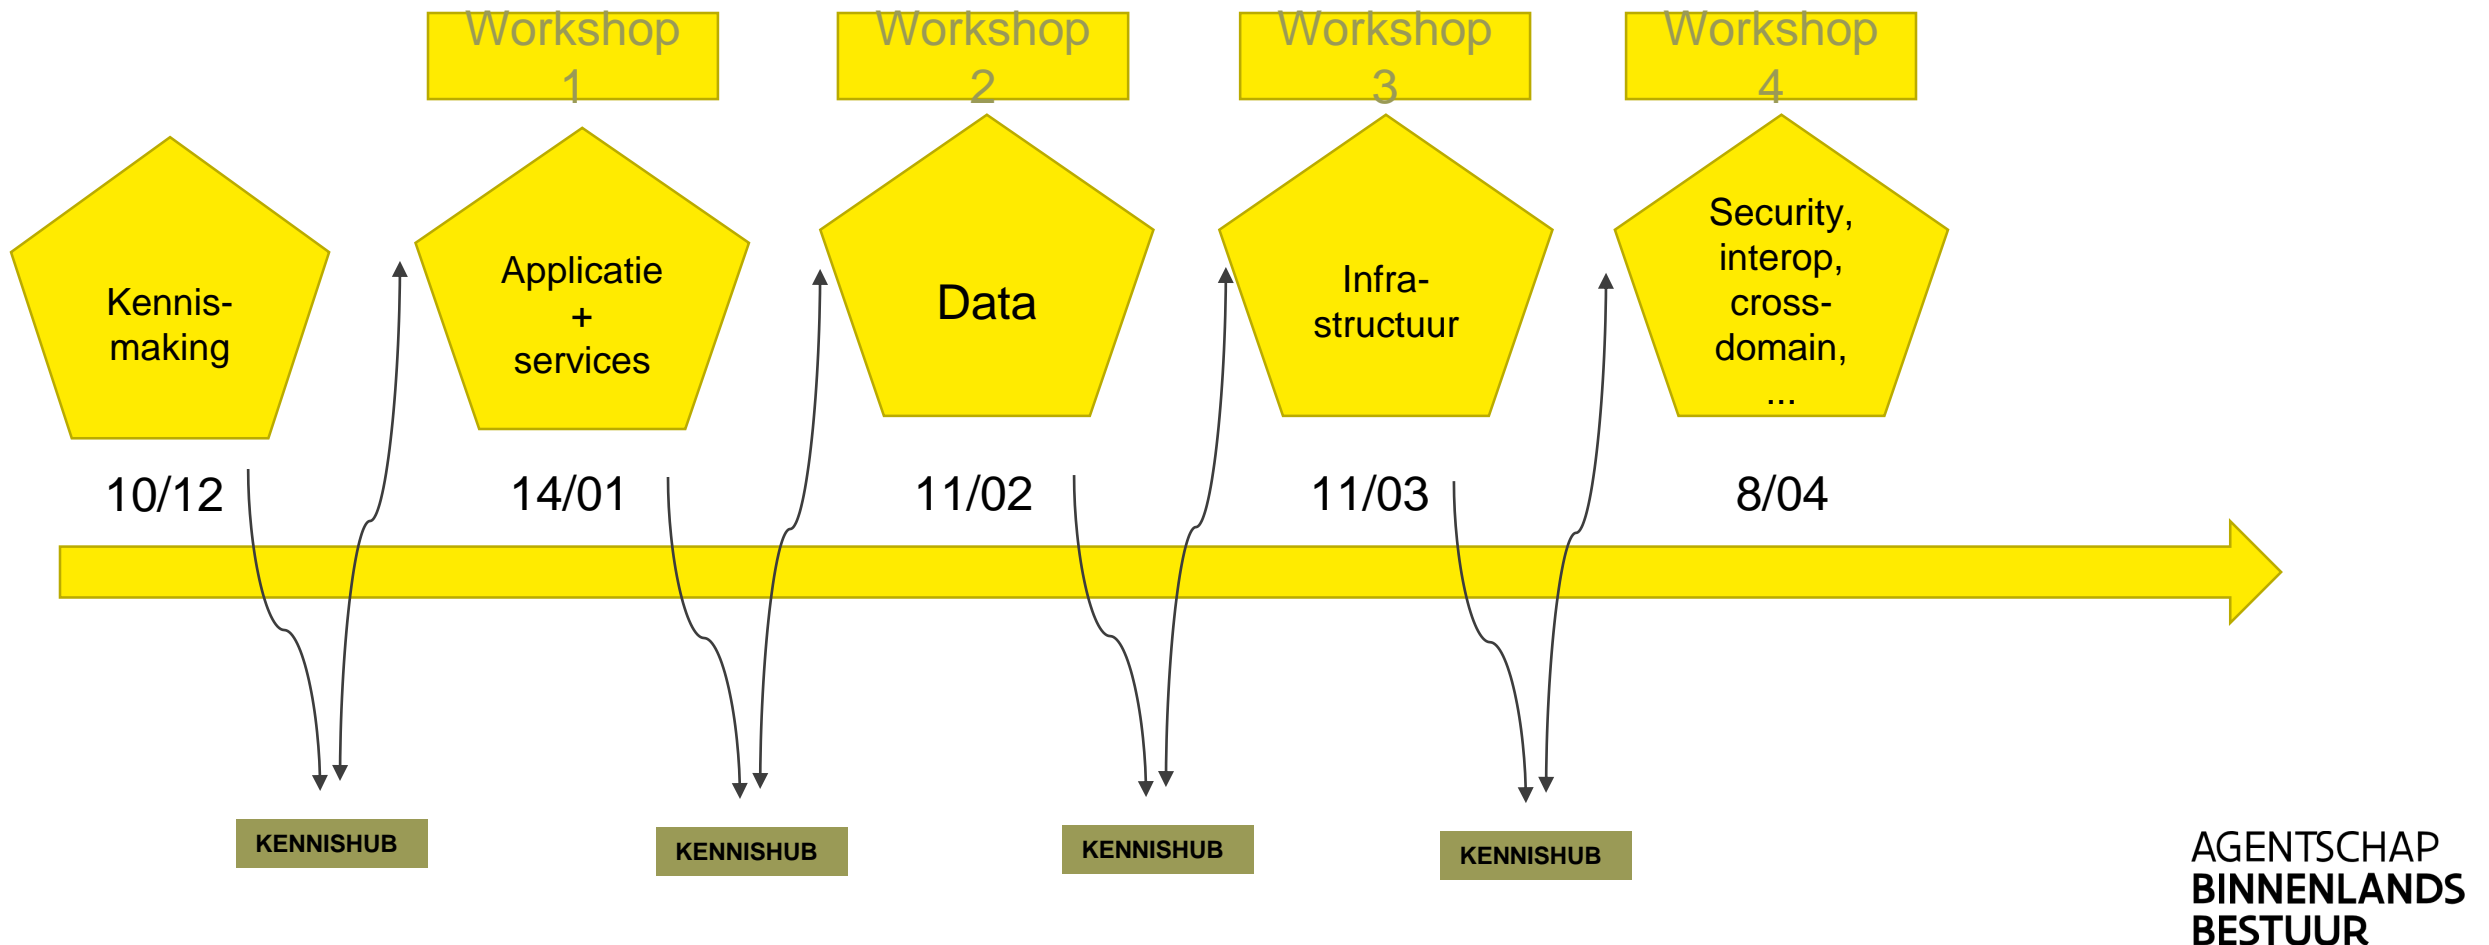 Workshop
1
Workshop
2
Workshop
3
Workshop
4
Kennis-
making
Applicatie
+
services
Data
Infra-
structuur
Security,
interop,
cross-
domain,
...
10/12
14/01
11/02
11/03
8/04
KENNISHUB
KENNISHUB
KENNISHUB
KENNISHUB
AGENTSCHAP
BINNENLANDS
BESTUUR